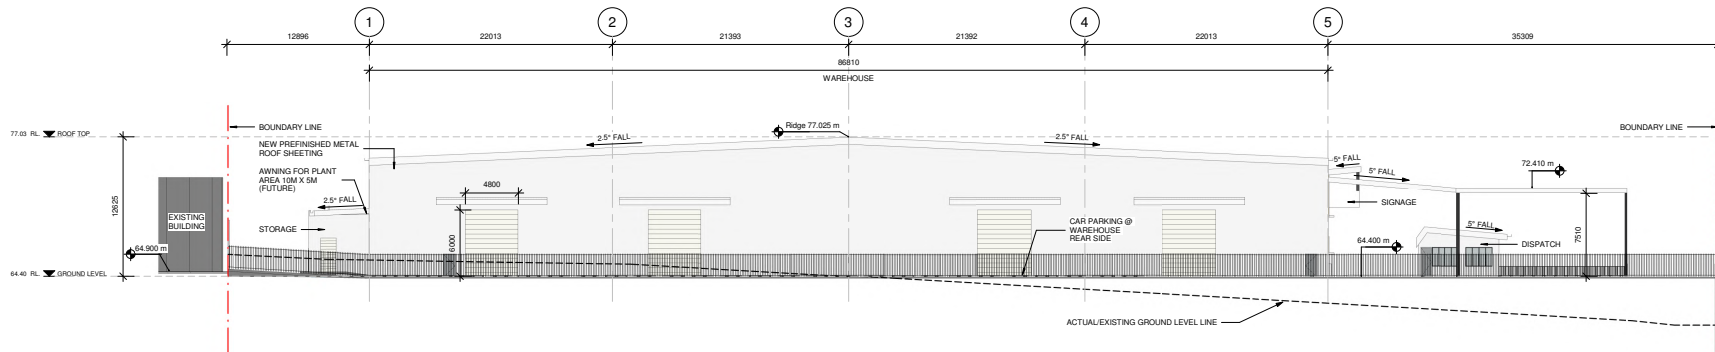 1
2
3
4
5
12896
22013
21393
21392
22013
35309
86810
WAREHOUSE
77.03 RL. ROOF TOP
BOUNDARY LINE
NEW PREFINISHED METAL
ROOF SHEETING
AWNING FOR PLANT
AREA 10M X 5M
(FUTURE)
2.5° FALL
Ridge 77.025 m
2.5° FALL
BOUNDARY LINE
5° FALL
5° FALL
72.410 m
SIGNAGE
4800
12625
2.5° FALL
EXISTING
BUILDING
STORAGE
6000
CAR PARKING @
WAREHOUSE
REAR SIDE
64.400 m
5° FALL
DISPATCH
7510
64.900 m
64.40 RL. GROUND LEVEL
ACTUAL/EXISTING GROUND LEVEL LINE